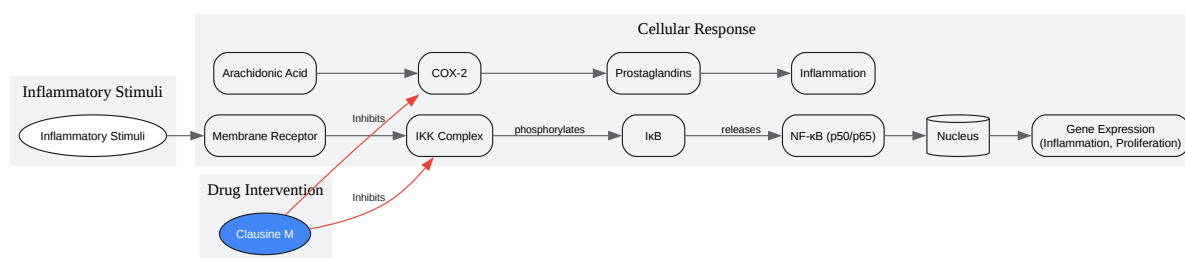 Cellular Response
Arachidonic Acid
COX-2
Prostaglandins
Inflammation
Inflammatory Stimuli
Inhibits
Inflammatory Stimuli
Membrane Receptor
IKK Complex
phosphorylates
IκB
releases
NF-κB (p50/p65)
Nucleus
Gene Expression
(Inflammation, Proliferation)
Drug Intervention
Inhibits
Clausine M